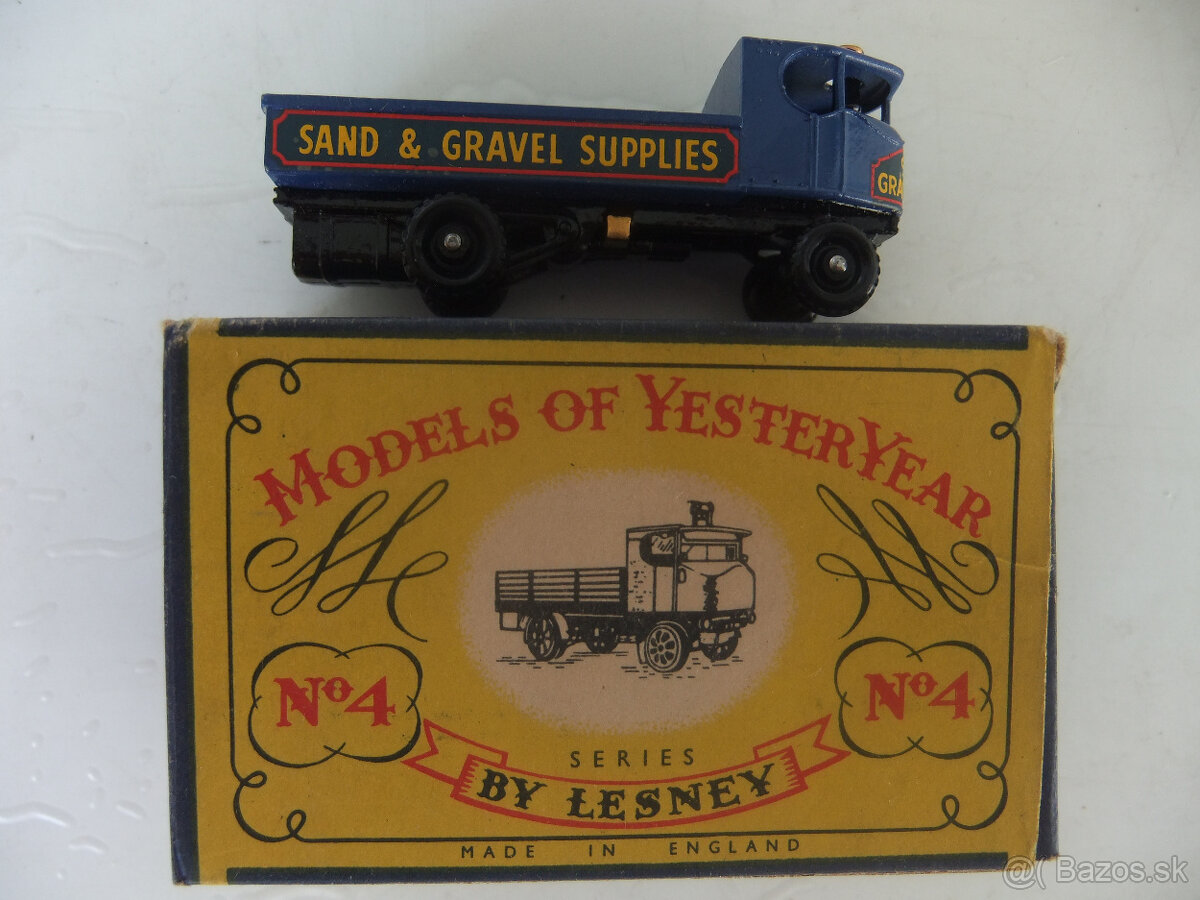 SAND & GRAVEL SUPPLIES
GRA
MODELS OF YESTERYEAR
Nº4
Nº4
SERIES
BY LESNEY
MADE IN ENGLAND
@( Bazos.sk